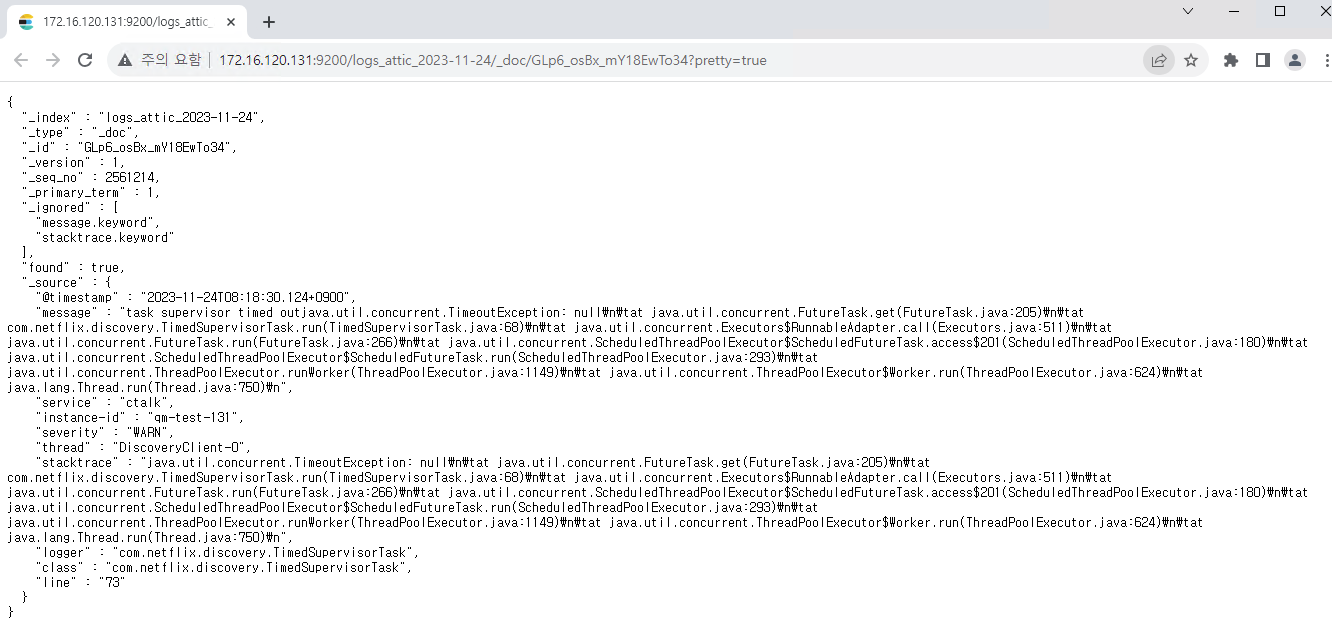 172.16.120.131:9200/logs_attic_
주의 요함 172.16.120.131:9200/logs_attic_2023-11-24/_doc/GLp6_osBx_mY18EwTo34?pretty=true
{
"_index" : "logs_attic_2023-11-24",
"_type" : "_doc",
"_id" : "GLp6_osBx_mY18EwTo34",
"_version" : 1,
"_seq_no" : 2561214,
"_primary_term" : 1,
"_ignored" : [
"message.keyword",
"stacktrace.keyword"
],
"found" : true,
"_source" : {
"@timestamp" : "2023-11-24T08:18:30.124+0900",
"message" : "task supervisor timed outjava.util.concurrent.TimeoutException: null₩n₩tat java.util.concurrent.FutureTask.get(FutureTask.java:205)₩n₩tat
com.netflix.discovery.TimedSupervisorTask.run(TimedSupervisorTask.java:68)₩n₩tat java.util.concurrent.Executors$RunnableAdapter.call(Executors.java:511)₩n₩tat
java.util.concurrent.FutureTask.run(FutureTask.java:266)₩n₩tat java.util.concurrent.ScheduledThreadPoolExecutor$ScheduledFutureTask.access$201(ScheduledThreadPoolExecutor.java:180)₩n₩tat
java.util.concurrent.ScheduledThreadPoolExecutor$ScheduledFutureTask.run(ScheduledThreadPoolExecutor.java:293)₩n₩tat
java.util.concurrent.ThreadPoolExecutor.runWorker(ThreadPoolExecutor.java:1149)₩n₩tat java.util.concurrent.ThreadPoolExecutor$Worker.run(ThreadPoolExecutor.java:624)₩n₩tat
java.lang.Thread.run(Thread.java:750)₩n",
"service" : "ctalk",
"instance-id" : "qm-test-131",
"severity" : "WARN",
"thread" : "DiscoveryClient-0",
"stacktrace" : "java.util.concurrent.TimeoutException: null₩n₩tat java.util.concurrent.FutureTask.get(FutureTask.java:205)₩n₩tat
com.netflix.discovery.TimedSupervisorTask.run(TimedSupervisorTask.java:68)₩n₩tat java.util.concurrent.Executors$RunnableAdapter.call(Executors.java:511)₩n₩tat
java.util.concurrent.FutureTask.run(FutureTask.java:266)₩n₩tat java.util.concurrent.ScheduledThreadPoolExecutor$ScheduledFutureTask.access$201(ScheduledThreadPoolExecutor.java:180)₩n₩tat
java.util.concurrent.ScheduledThreadPoolExecutor$ScheduledFutureTask.run(ScheduledThreadPoolExecutor.java:293)₩n₩tat
java.util.concurrent.ThreadPoolExecutor.runWorker(ThreadPoolExecutor.java:1149)₩n₩tat java.util.concurrent.ThreadPoolExecutor$Worker.run(ThreadPoolExecutor.java:624)₩n₩tat
java.lang.Thread.run(Thread.java:750)₩n",
"logger" : "com.netflix.discovery.TimedSupervisorTask",
"class" : "com.netflix.discovery.TimedSupervisorTask",
"line" : "73"
}
}